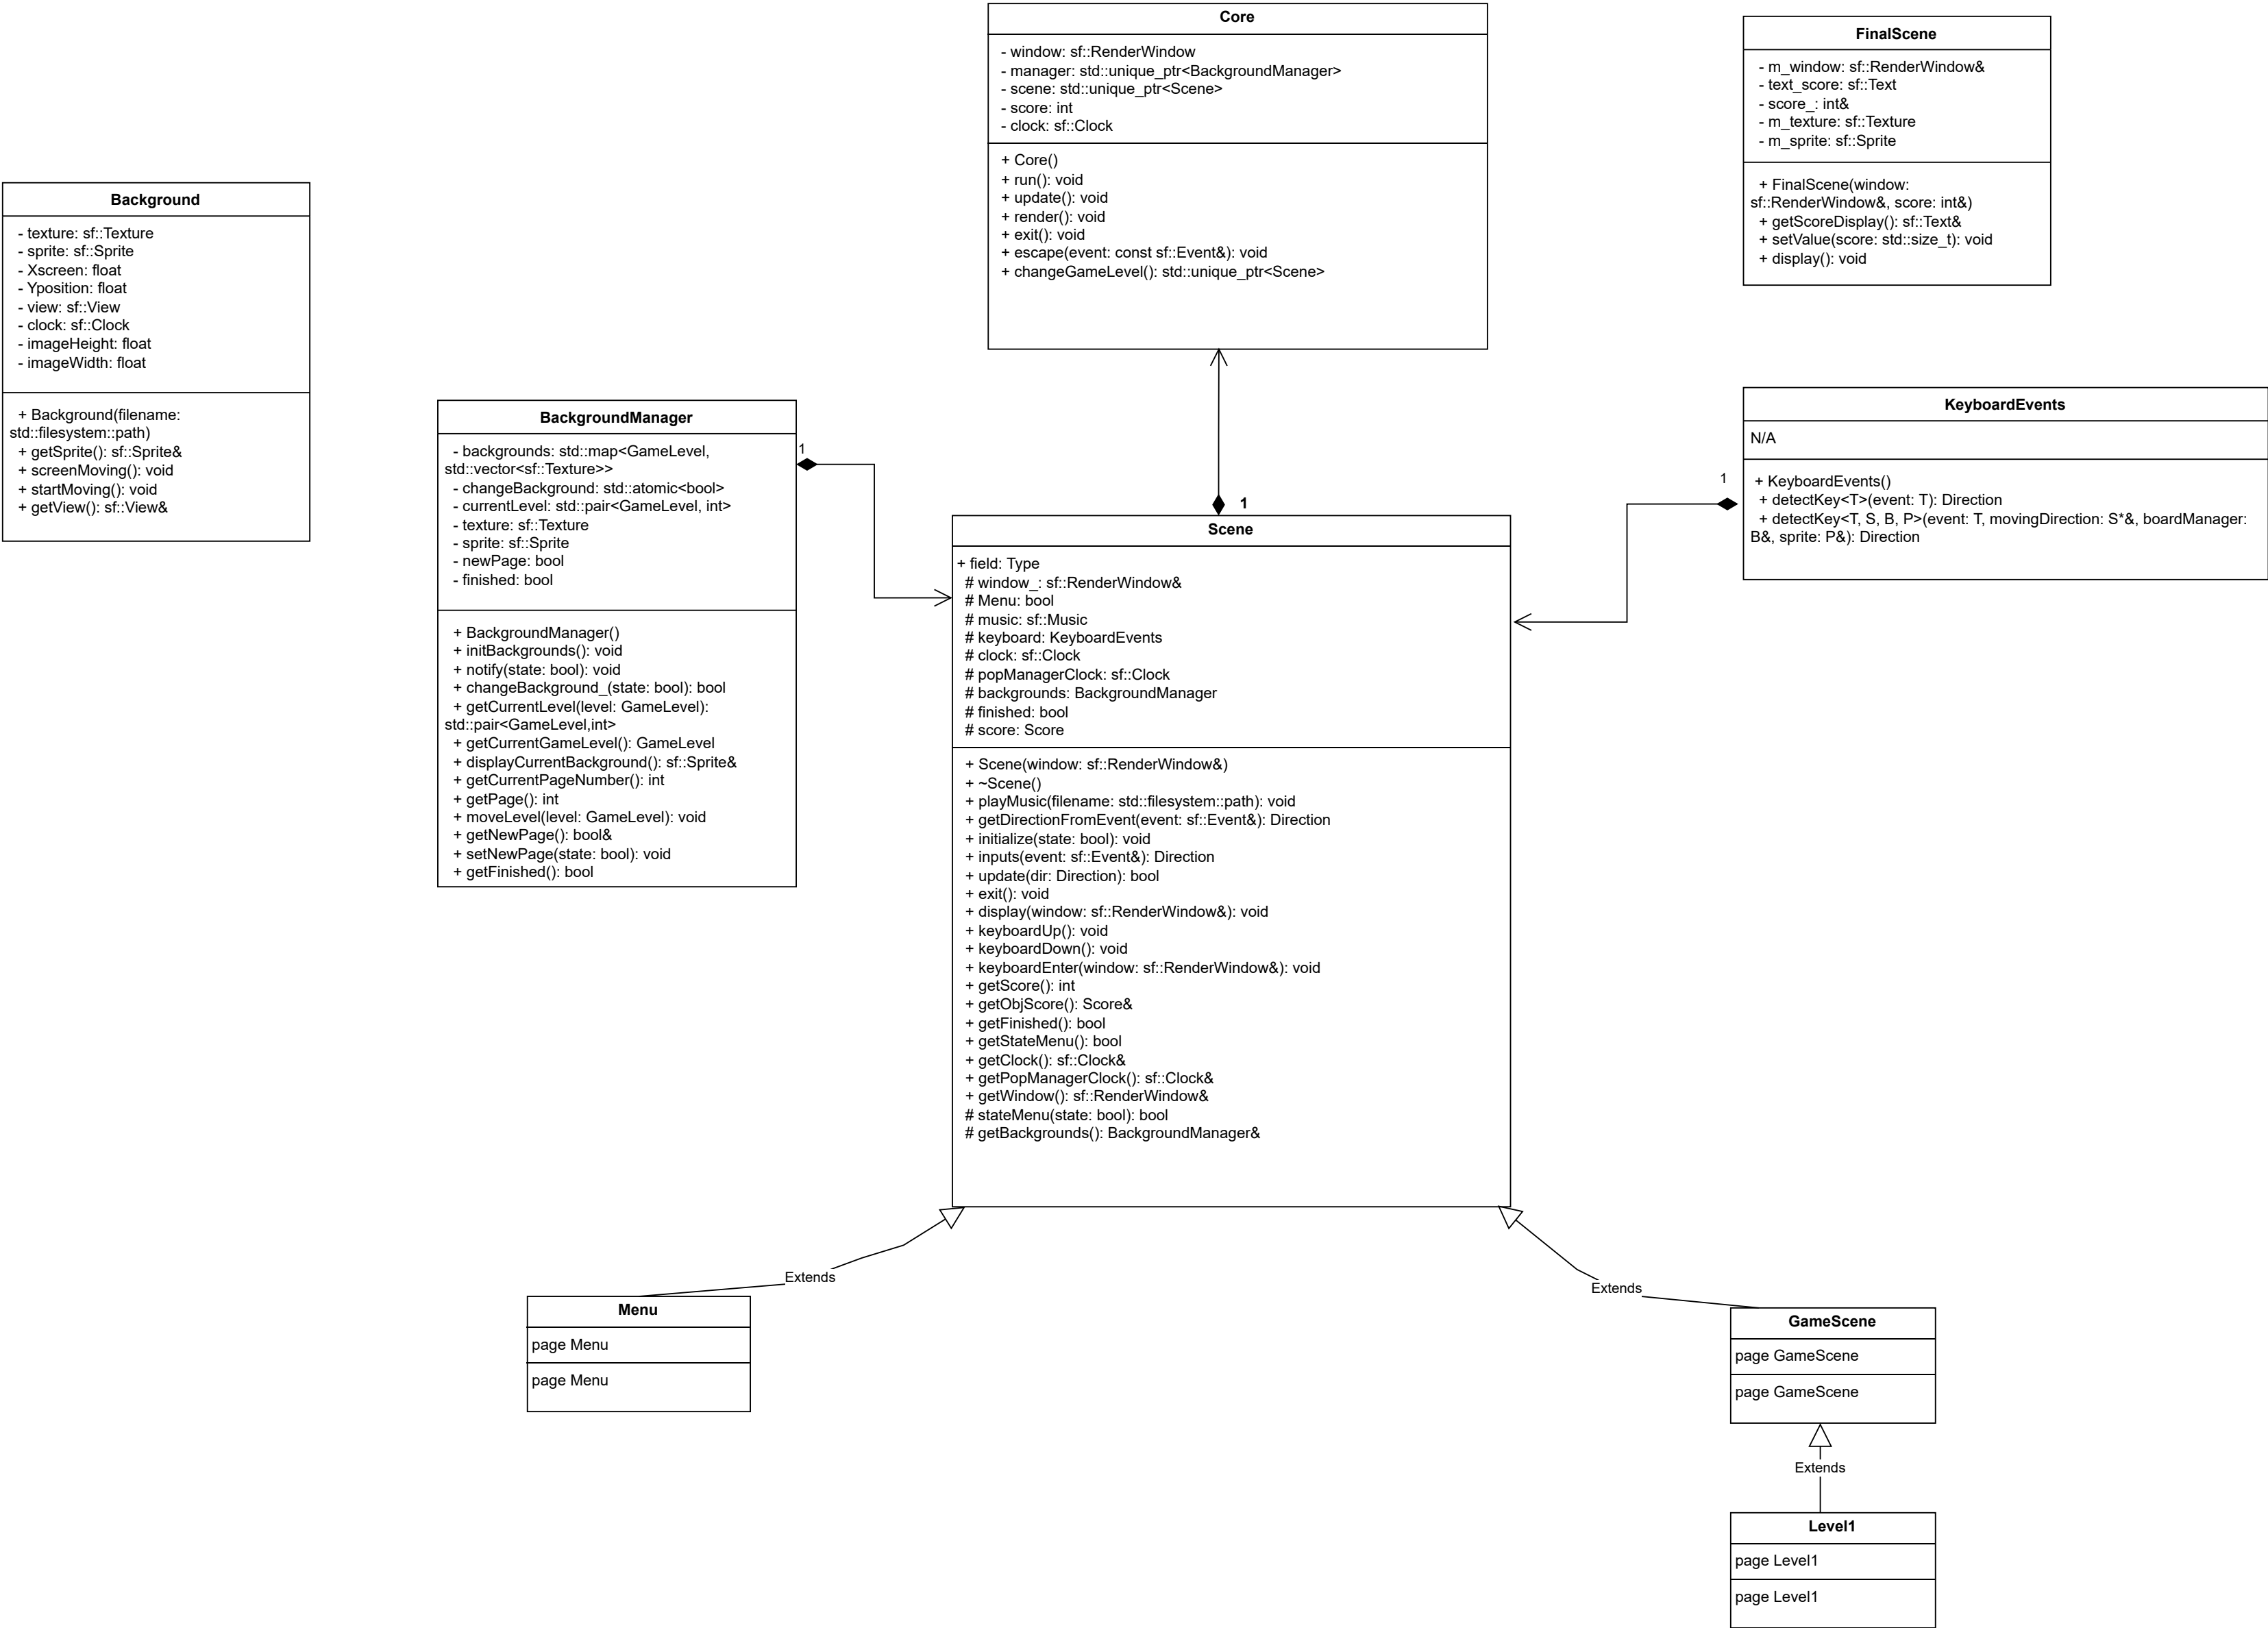 Core
- window: sf::RenderWindow
- manager: std::unique_ptr<BackgroundManager>
- scene: std::unique_ptr<Scene>
- score: int
- clock: sf::Clock
+ Core()
+ run(): void
+ update(): void
+ render(): void
+ exit(): void
+ escape(event: const sf::Event&): void
+ changeGameLevel(): std::unique_ptr<Scene>
FinalScene
- m_window: sf::RenderWindow&
- text_score: sf::Text
- score_: int&
- m_texture: sf::Texture
- m_sprite: sf::Sprite
+ FinalScene(window:
sf::RenderWindow&, score: int&)
+ getScoreDisplay(): sf::Text&
+ setValue(score: std::size_t): void
+ display(): void
Background
- texture: sf::Texture
- sprite: sf::Sprite
- Xscreen: float
- Yposition: float
- view: sf::View
- clock: sf::Clock
- imageHeight: float
- imageWidth: float
+ Background(filename:
std::filesystem::path)
+ getSprite(): sf::Sprite&
+ screenMoving(): void
+ startMoving(): void
+ getView(): sf::View&
BackgroundManager
- backgrounds: std::map<GameLevel,
std::vector<sf::Texture>>
- changeBackground: std::atomic<bool>
- currentLevel: std::pair<GameLevel, int>
- texture: sf::Texture
- sprite: sf::Sprite
- newPage: bool
- finished: bool
+ BackgroundManager()
+ initBackgrounds(): void
+ notify(state: bool): void
+ changeBackground_(state: bool): bool
+ getCurrentLevel(level: GameLevel):
std::pair<GameLevel,int>
+ getCurrentGameLevel(): GameLevel
+ displayCurrentBackground(): sf::Sprite&
+ getCurrentPageNumber(): int
+ getPage(): int
+ moveLevel(level: GameLevel): void
+ getNewPage(): bool&
+ setNewPage(state: bool): void
+ getFinished(): bool
1
KeyboardEvents
N/A
+ KeyboardEvents()
+ detectKey<T>(event: T): Direction
+ detectKey<T, S, B, P>(event: T, movingDirection: S*&, boardManager:
B&, sprite: P&): Direction
1
1
Scene
+ field: Type
# window_: sf::RenderWindow&
# Menu: bool
# music: sf::Music
# keyboard: KeyboardEvents
# clock: sf::Clock
# popManagerClock: sf::Clock
# backgrounds: BackgroundManager
# finished: bool
# score: Score
+ Scene(window: sf::RenderWindow&)
+ ~Scene()
+ playMusic(filename: std::filesystem::path): void
+ getDirectionFromEvent(event: sf::Event&): Direction
+ initialize(state: bool): void
+ inputs(event: sf::Event&): Direction
+ update(dir: Direction): bool
+ exit(): void
+ display(window: sf::RenderWindow&): void
+ keyboardUp(): void
+ keyboardDown(): void
+ keyboardEnter(window: sf::RenderWindow&): void
+ getScore(): int
+ getObjScore(): Score&
+ getFinished(): bool
+ getStateMenu(): bool
+ getClock(): sf::Clock&
+ getPopManagerClock(): sf::Clock&
+ getWindow(): sf::RenderWindow&
# stateMenu(state: bool): bool
# getBackgrounds(): BackgroundManager&
Extends
Menu
page Menu
page Menu
Extends
GameScene
page GameScene
page GameScene
Extends
Level1
page Level1
page Level1